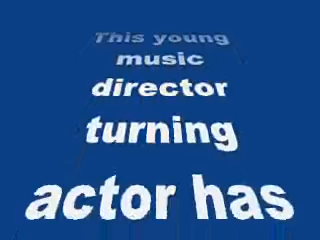 This young
music
director
turning
actor has